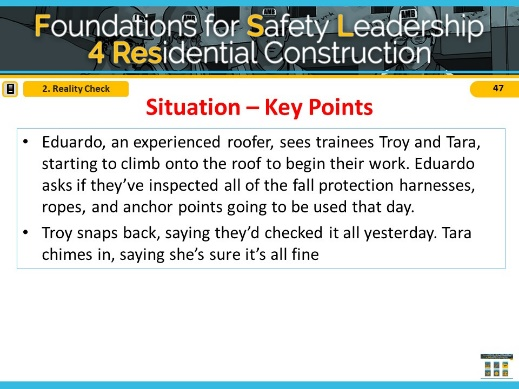 Foundations for Safety Leadership
4 Residential Construction
2. Reality Check
47
Situation – Key Points
• Eduardo, an experienced roofer, sees trainees Troy and Tara,
starting to climb onto the roof to begin their work. Eduardo
asks if they’ve inspected all of the fall protection harnesses,
ropes, and anchor points going to be used that day.
• Troy snaps back, saying they’d checked it all yesterday. Tara
chimes in, saying she’s sure it’s all fine